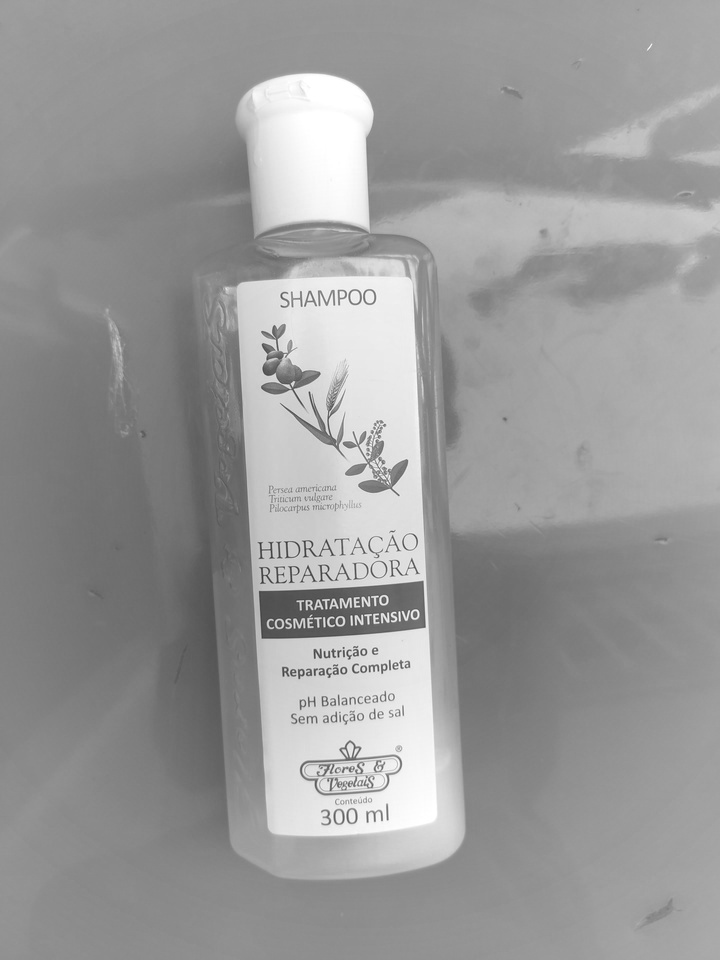 SHAMPOO
Persea americana
Triticum vulgare
Pilocarpus microphyllus
HIDRATAÇÃO
REPARADORA
TRATAMENTO
COSMÉTICO INTENSIVO
Nutrição e
Reparação Completa
pH Balanceado
Sem adição de sal
®
Flores &
Vegetais
Conteúdo
300 ml